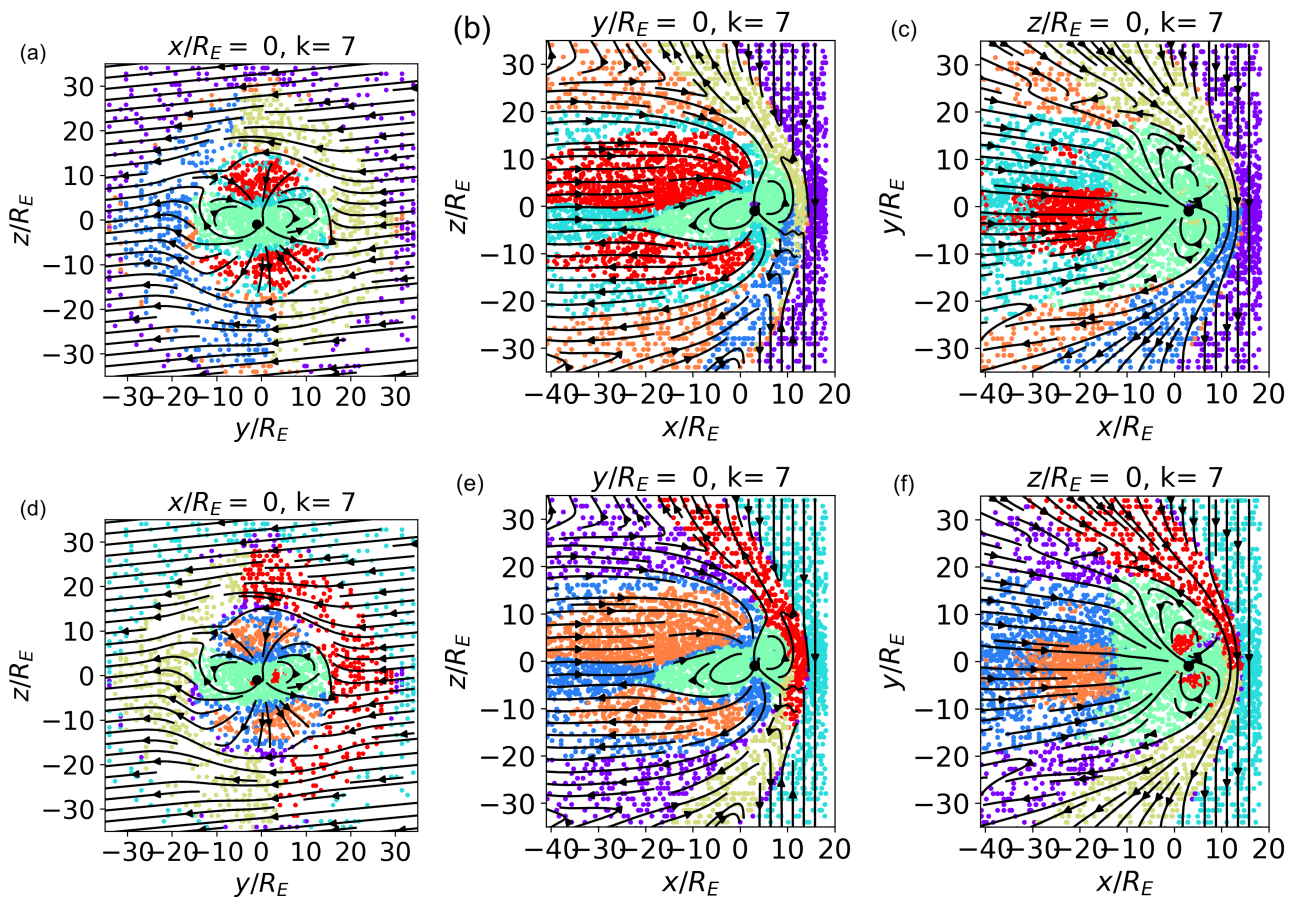 (a)
x/R_E = 0, k= 7
z/R_E
30
20
10
0
−10
−20
−30
−30−20−10 0 10 20 30
y/R_E
(b)
y/R_E = 0, k= 7
z/R_E
30
20
10
0
−10
−20
−30
−40−30−20−10 0 10 20
x/R_E
(c)
z/R_E = 0, k= 7
y/R_E
30
20
10
0
−10
−20
−30
−40−30−20−10 0 10 20
x/R_E
(d)
x/R_E = 0, k= 7
z/R_E
30
20
10
0
−10
−20
−30
−30−20−10 0 10 20 30
y/R_E
(e)
y/R_E = 0, k= 7
z/R_E
30
20
10
0
−10
−20
−30
−40−30−20−10 0 10 20
x/R_E
(f)
z/R_E = 0, k= 7
y/R_E
30
20
10
0
−10
−20
−30
−40−30−20−10 0 10 20
x/R_E